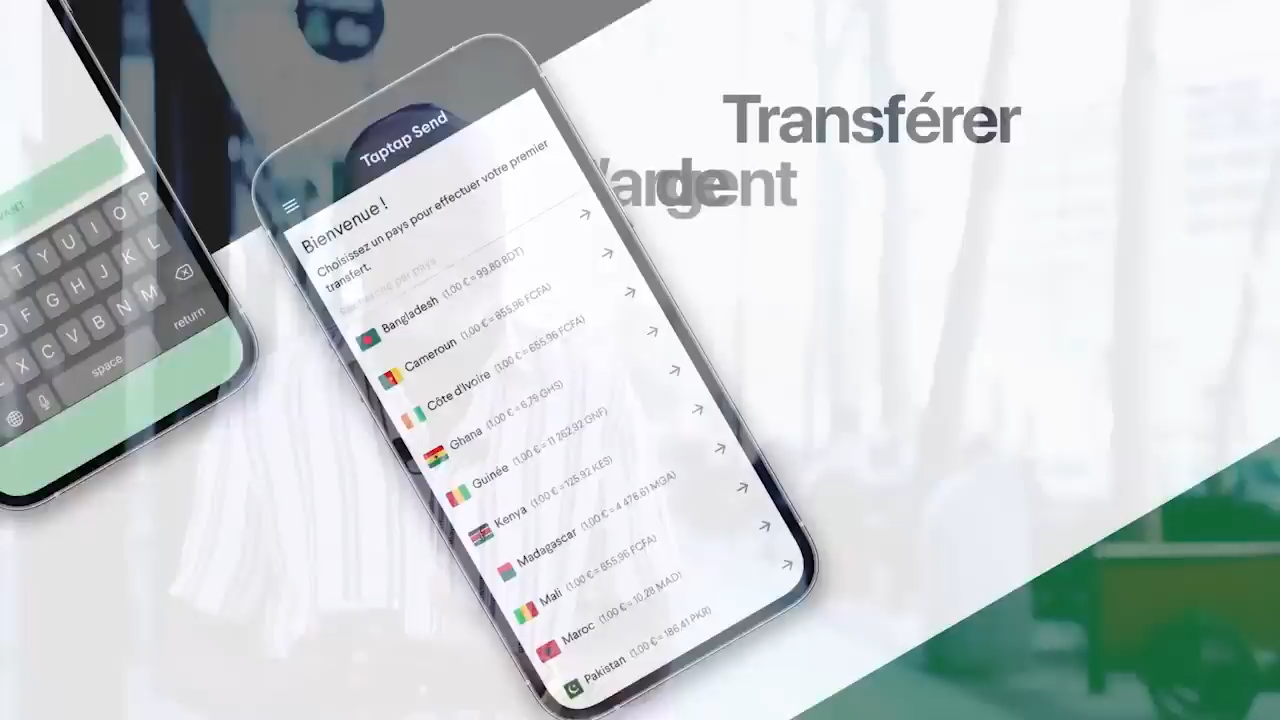 Transférer
Taptap Send
Bienvenue !
Choisissez un pays pour effectuer votre premier
transfert.
Bangladesh (1,00 € = 99,80 BDT)
Cameroun (1,00 € = 655,96 FCFA)
Côte d'Ivoire (1,00 € = 655,96 FCFA)
Ghana (1,00 € = 6,79 GHS)
Guinée (1,00 € = 11 252,92 GNF)
Kenya (1,00 € = 125,92 KES)
Madagascar (1,00 € = 4 478,61 MGA)
Mali (1,00 € = 655,96 FCFA)
Maroc (1,00 € = 10,28 MAD)
Pakistan (1,00 € = 186,41 PKR)
T Y U I O P
F G H J K L
X C V B N M
space
return